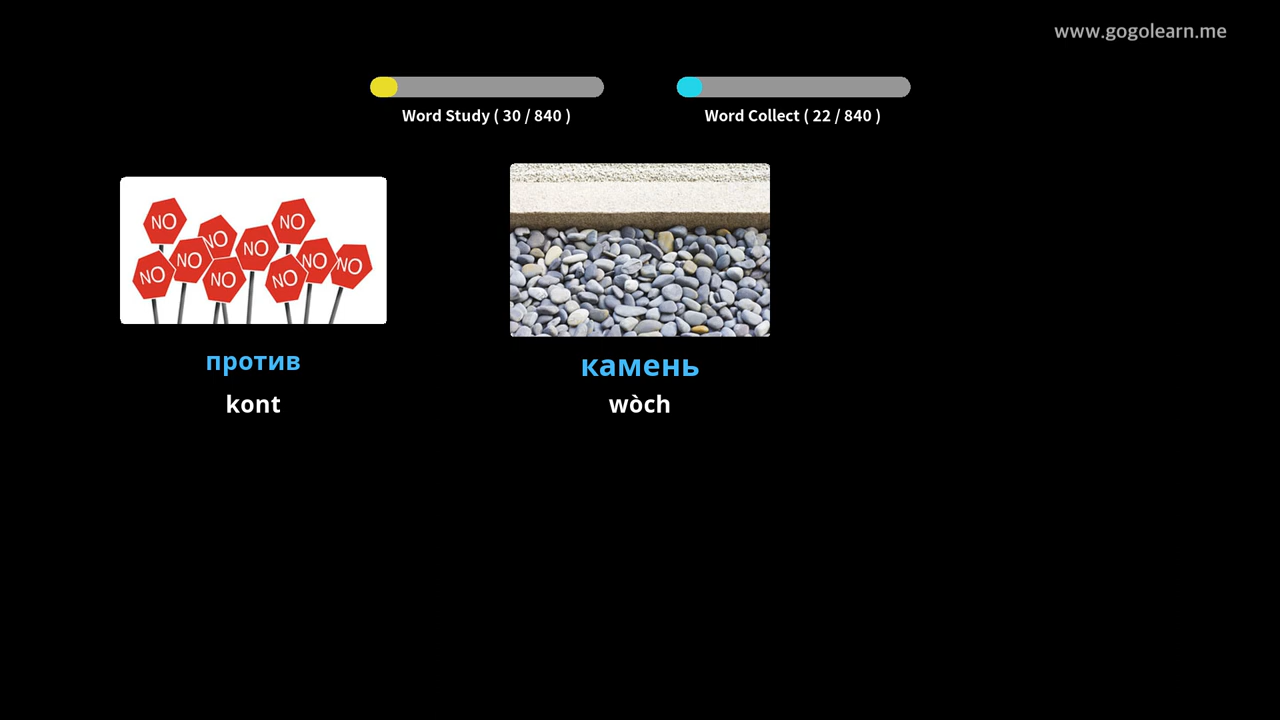 www.gogolearn.me
Word Study ( 30 / 840 )
Word Collect ( 22 / 840 )
NO
NO
NO
NO
NO
NO
NO
NO
NO
против
kont
камень
wòch